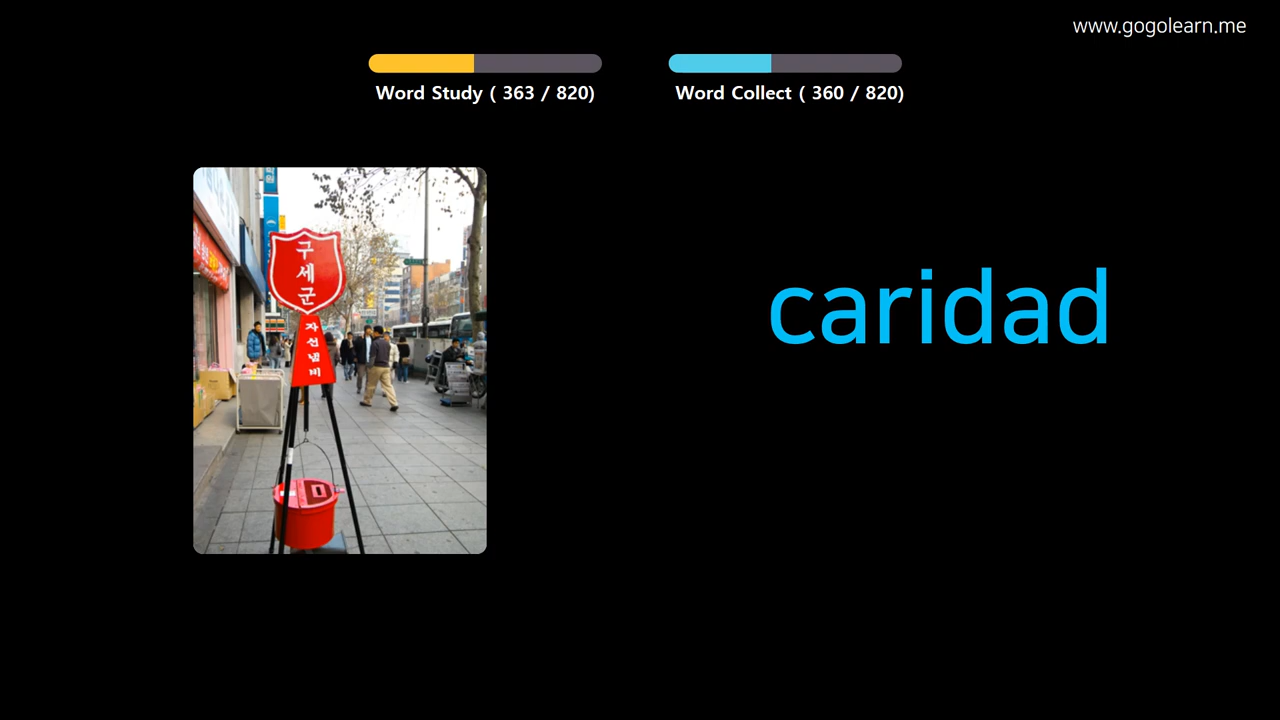 www.gogolearn.me
Word Study ( 363 / 820)
Word Collect ( 360 / 820)
구
세
군
자
선
냄
비
caridad